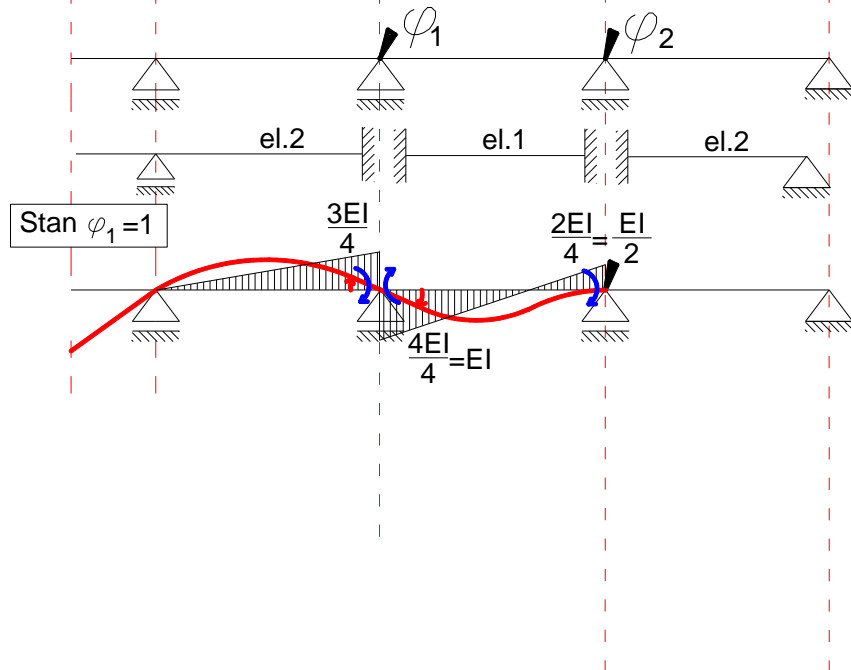 φ1 φ2
el.2 el.1 el.2
Stan φ1=1
3EI/4
2EI/4=EI/2
4EI/4=EI